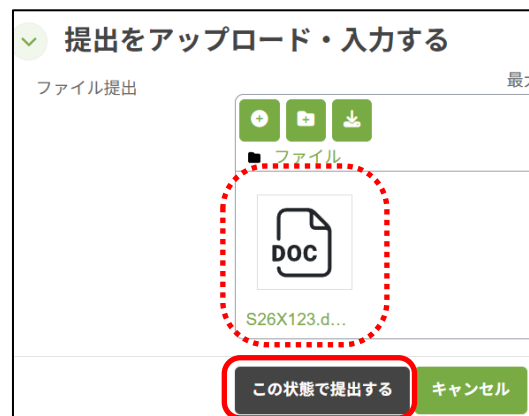 提出をアップロード・入力する
ファイル提出
最
ファイル
DOC
S26X123.d...
この状態で提出する
キャンセル